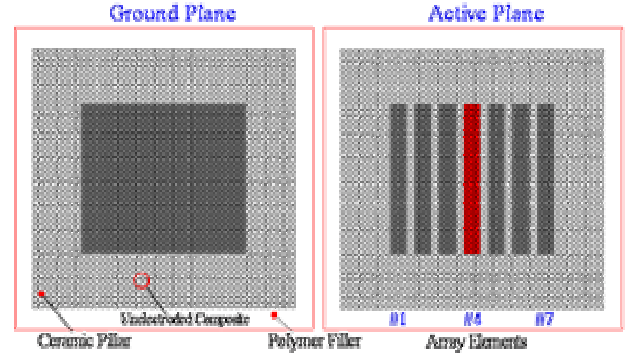 Ground Plane
Active Plane
Unelectroded Composite
#1 #4 #7
Ceramic Pillar
Polymer Filler
Array Elements